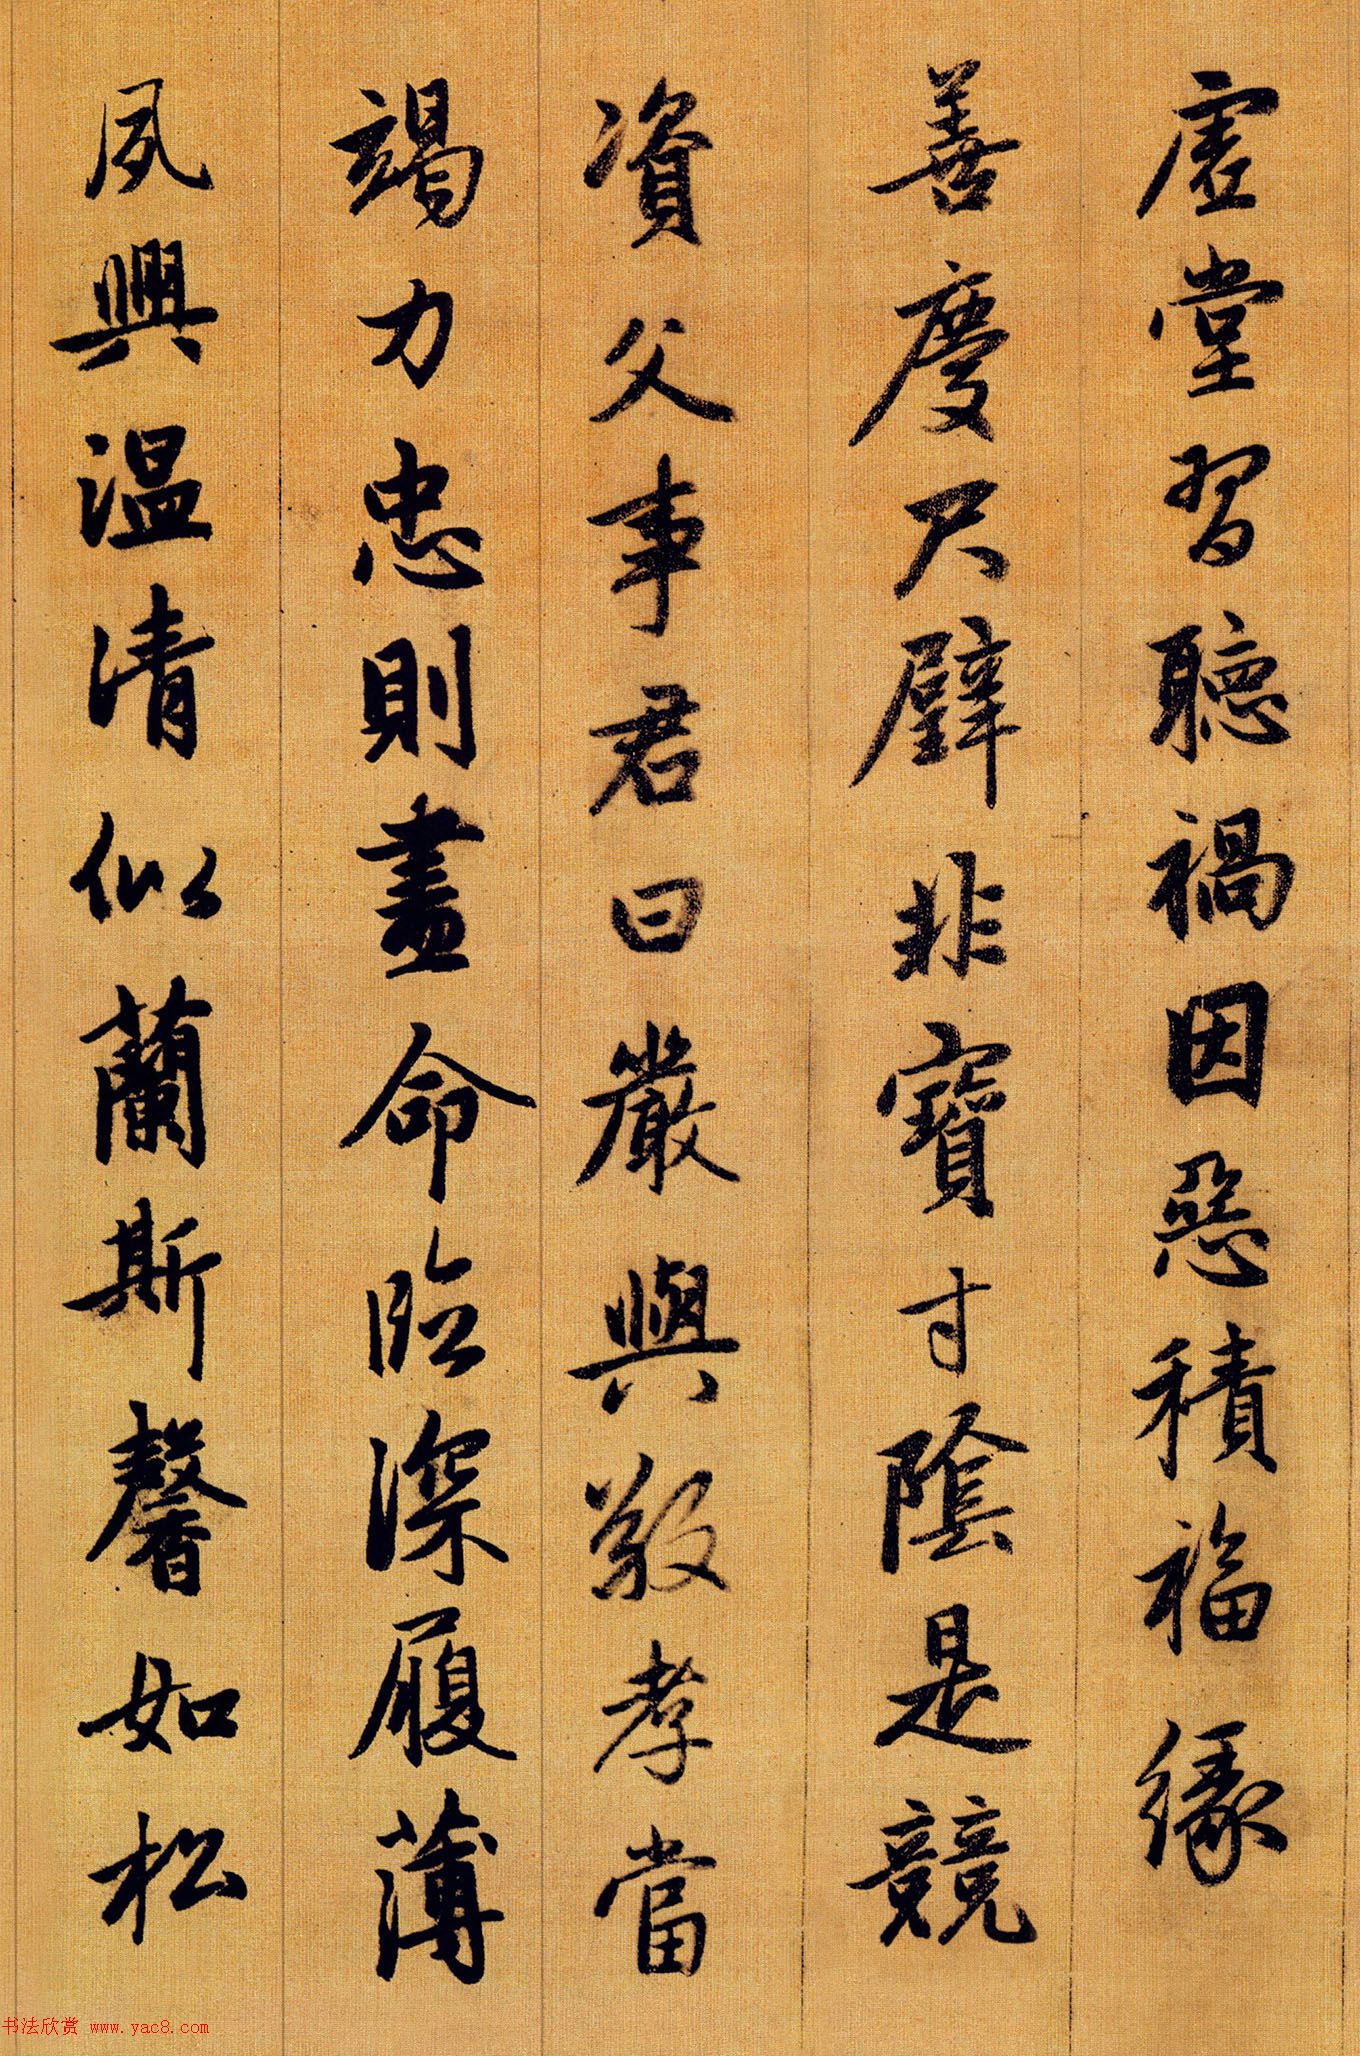 虛堂習聽禍因惡積福緣
善慶尺璧非寶寸陰是競
資父事君曰嚴與敬孝當
竭力忠則盡命臨深履薄
夙興溫清似蘭斯馨如松
书法欣赏 www.yac8.com